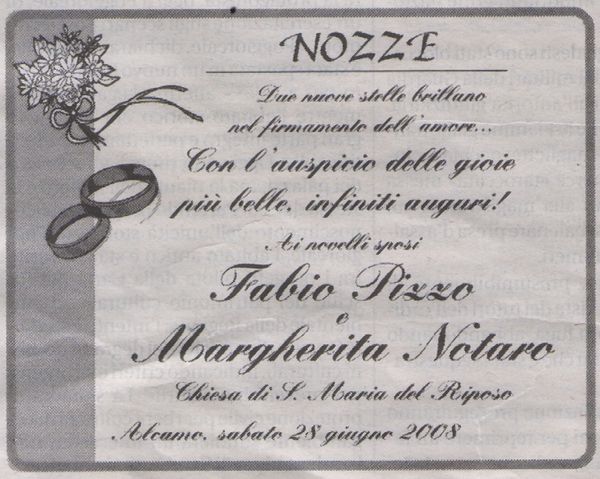 NOZZE
Due nuove stelle brillano
nel firmamento dell'amore...
Con l'auspicio delle gioie
più belle, infiniti auguri!
Ai novelli sposi
Fabio Pizzo
e
Margherita Notaro
Chiesa di S. Maria del Riposo
Alcamo, sabato 28 giugno 2008